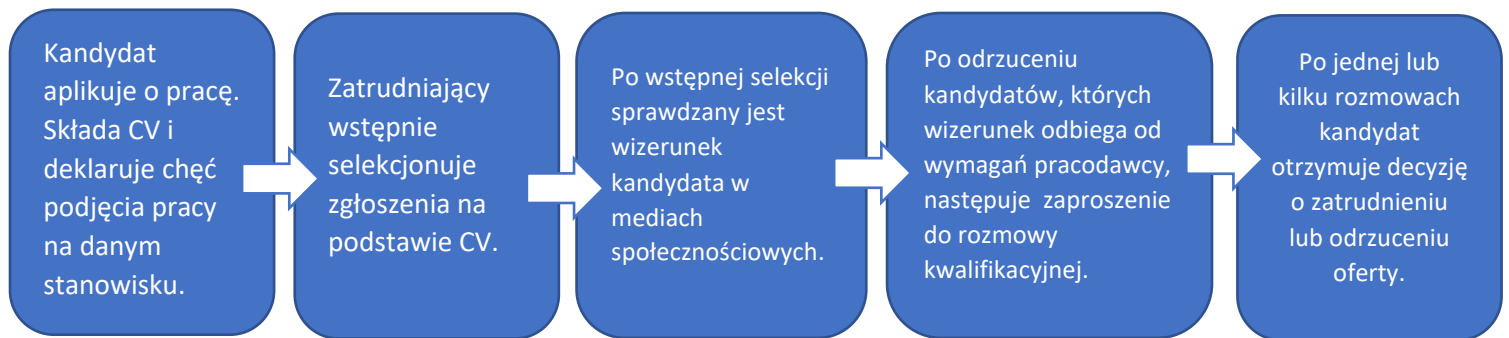 Kandydat
aplikuje o pracę.
Składa CV i
deklaruje chęć
podjęcia pracy
na danym
stanowisku.
Zatrudniający
wstępnie
selekcjonuje
zgłoszenia na
podstawie CV.
Po wstępnej selekcji
sprawdzany jest
wizerunek
kandydata w
mediach
społecznościowych.
Po odrzuceniu
kandydatów, których
wizerunek odbiega od
wymagań pracodawcy,
następuje zaproszenie
do rozmowy
kwalifikacyjnej.
Po jednej lub
kilku rozmowach
kandydat
otrzymuje decyzję
o zatrudnieniu
lub odrzuceniu
oferty.